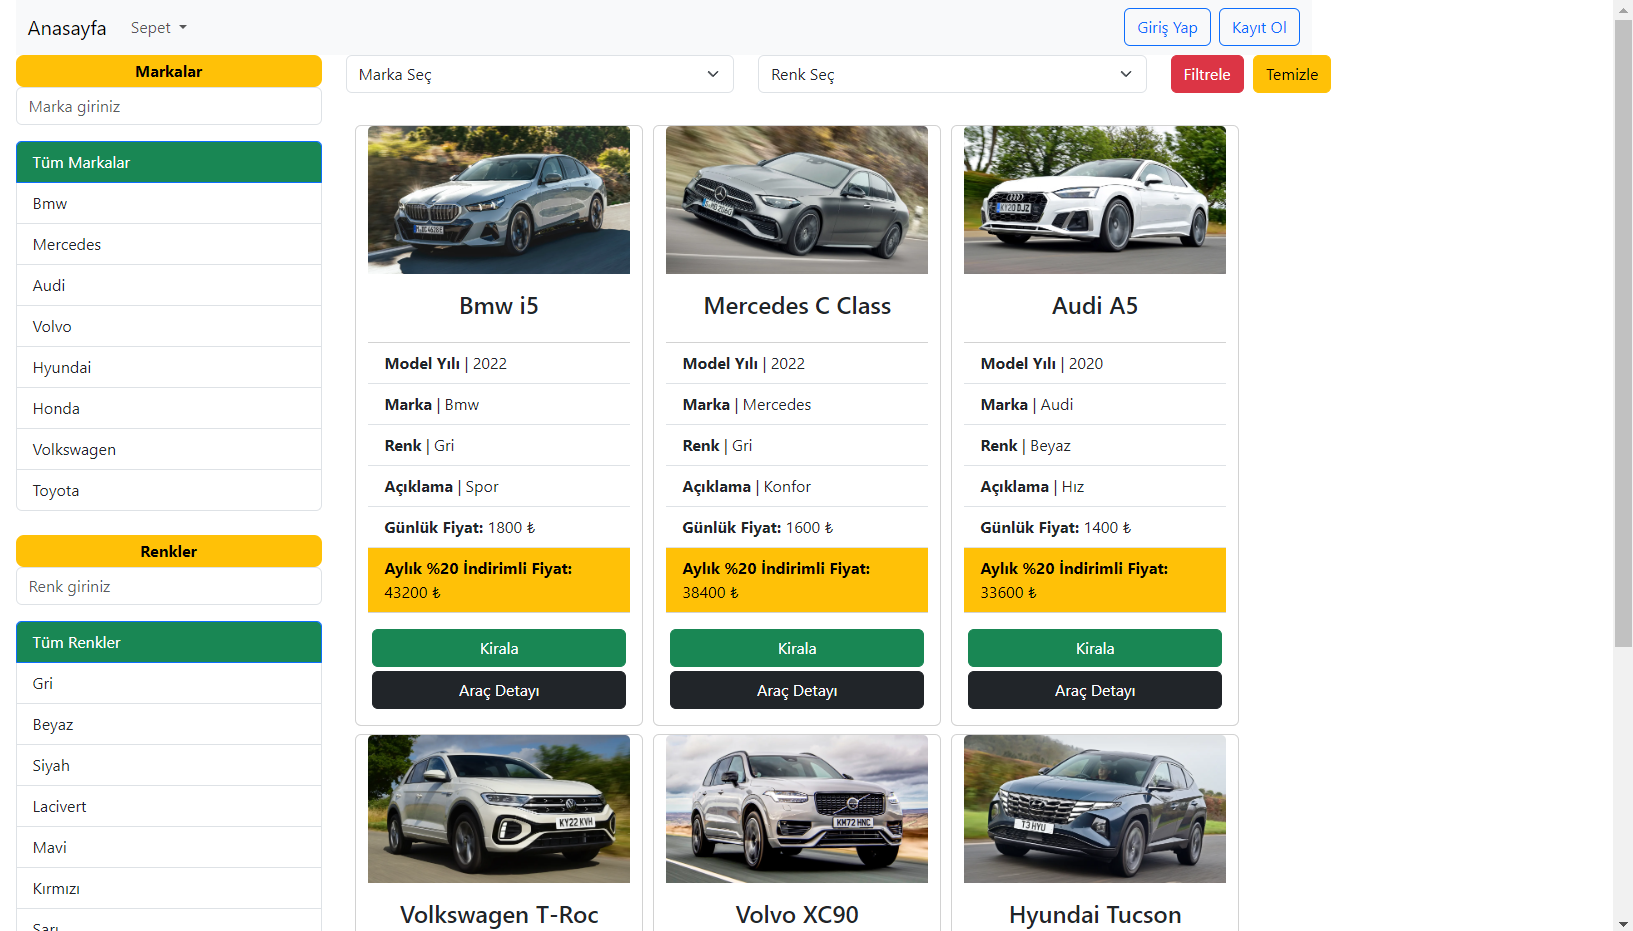 Anasayfa
Sepet
Giriş Yap
Kayıt Ol
Markalar
Marka giriniz
Tüm Markalar
Bmw
Mercedes
Audi
Volvo
Hyundai
Honda
Volkswagen
Toyota
Renkler
Renk giriniz
Tüm Renkler
Gri
Beyaz
Siyah
Lacivert
Mavi
Kırmızı
Sarı
Marka Seç
Renk Seç
Filtrele
Temizle
Bmw i5
Model Yılı | 2022
Marka | Bmw
Renk | Gri
Açıklama | Spor
Günlük Fiyat: 1800 ₺
Aylık %20 İndirimli Fiyat:
43200 ₺
Kirala
Araç Detayı
Mercedes C Class
Model Yılı | 2022
Marka | Mercedes
Renk | Gri
Açıklama | Konfor
Günlük Fiyat: 1600 ₺
Aylık %20 İndirimli Fiyat:
38400 ₺
Kirala
Araç Detayı
KY20 DJZ
Audi A5
Model Yılı | 2020
Marka | Audi
Renk | Beyaz
Açıklama | Hız
Günlük Fiyat: 1400 ₺
Aylık %20 İndirimli Fiyat:
33600 ₺
Kirala
Araç Detayı
KY22 KVH
Volkswagen T-Roc
KM72 HNC
Volvo XC90
T3 HYU
Hyundai Tucson